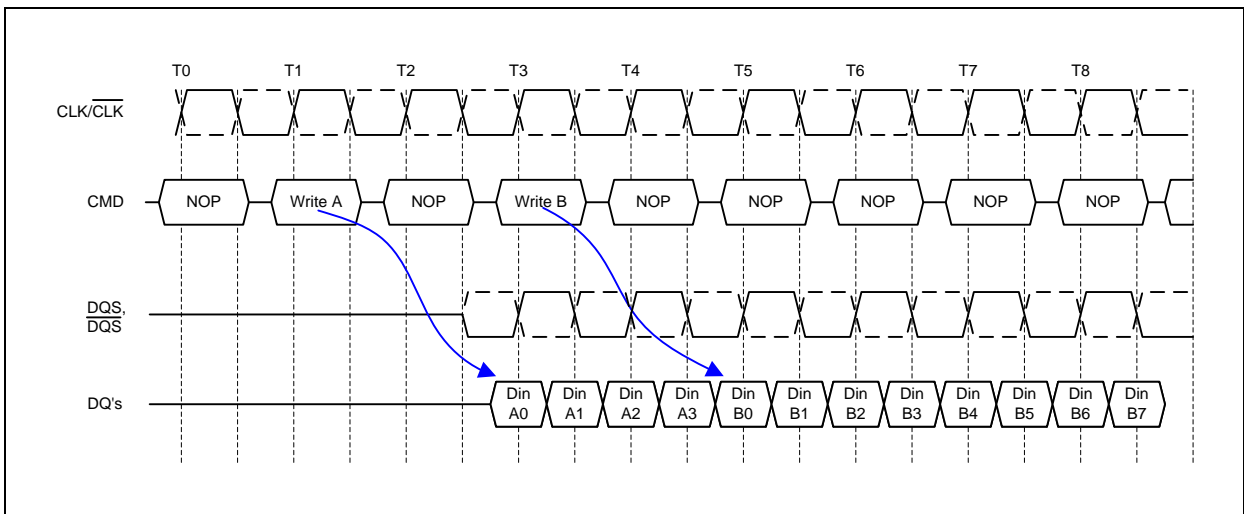 T0 T1 T2 T3 T4 T5 T6 T7 T8
CLK/CLK
CMD NOP Write A NOP Write B NOP NOP NOP NOP NOP
DQS,
DQS
DQ's Din Din Din Din Din Din Din Din Din Din Din Din
A0 A1 A2 A3 B0 B1 B2 B3 B4 B5 B6 B7